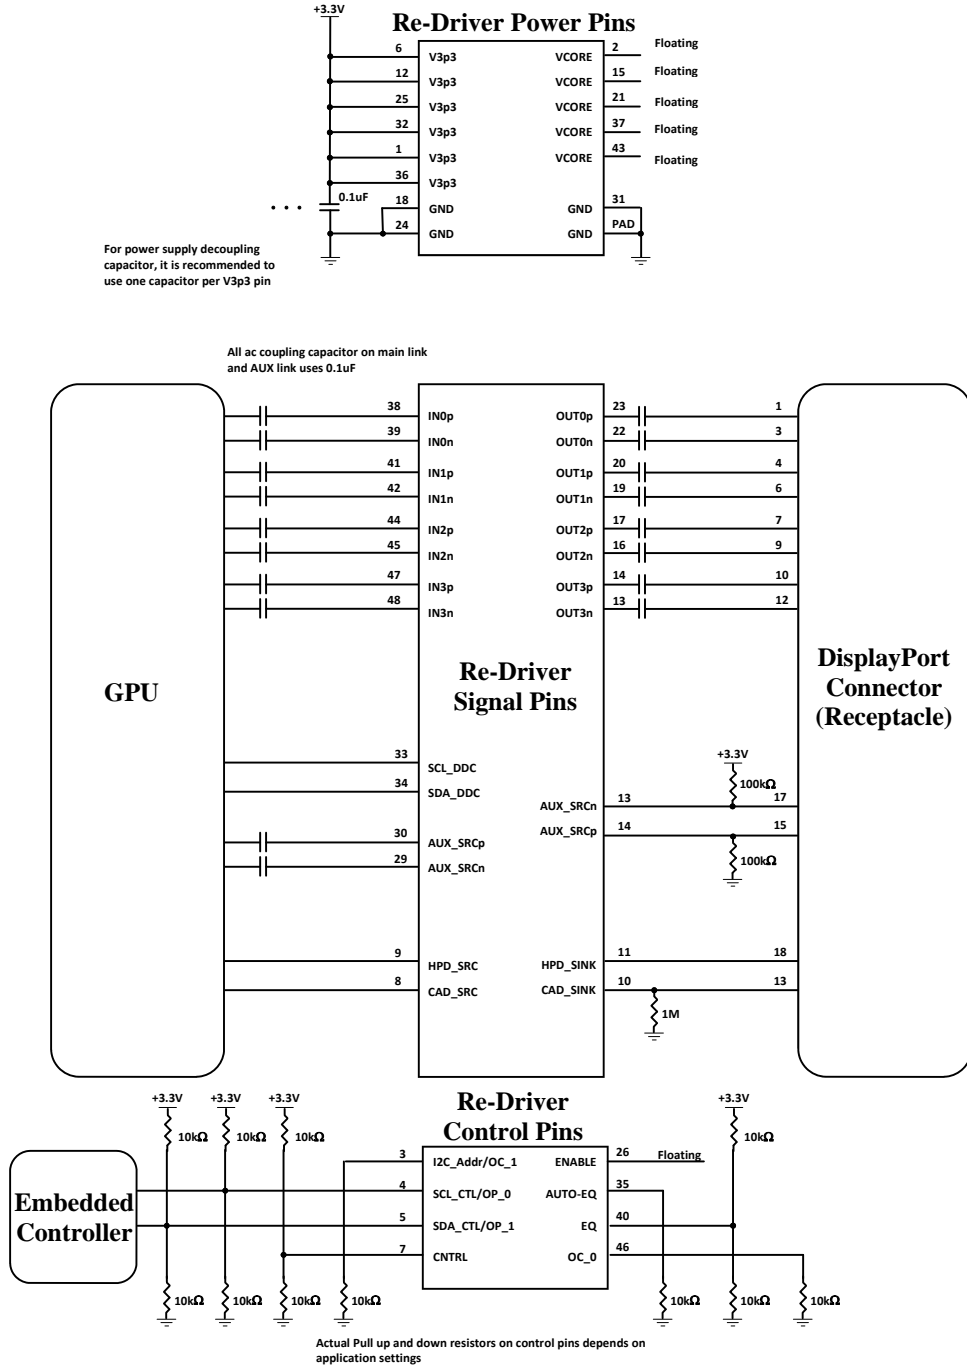 +3.3V
Re-Driver Power Pins
6 V3p3 VCORE 2 Floating
12 V3p3 VCORE 15 Floating
25 V3p3 VCORE 21 Floating
32 V3p3 VCORE 37 Floating
1 V3p3 VCORE 43 Floating
36 V3p3
• • • 0.1uF
18 GND GND 31
24 GND GND PAD
For power supply decoupling
capacitor, it is recommended to
use one capacitor per V3p3 pin
All ac coupling capacitor on main link
and AUX link uses 0.1uF
38 IN0p OUT0p 23 1
39 IN0n OUT0n 22 3
41 IN1p OUT1p 20 4
42 IN1n OUT1n 19 6
44 IN2p OUT2p 17 7
45 IN2n OUT2n 16 9
47 IN3p OUT3p 14 10
48 IN3n OUT3n 13 12
GPU
Re-Driver
Signal Pins
DisplayPort
Connector
(Receptacle)
33 SCL_DDC
34 SDA_DDC
+3.3V
100kΩ
AUX_SRCn 13 17
AUX_SRCp 14 15
100kΩ
30 AUX_SRCp
29 AUX_SRCn
9 HPD_SRC HPD_SINK 11 18
8 CAD_SRC CAD_SINK 10 13
1M
+3.3V +3.3V +3.3V
10kΩ 10kΩ 10kΩ
Re-Driver
Control Pins
+3.3V
10kΩ
Embedded
Controller
3 I2C_Addr/OC_1 ENABLE 26 Floating
4 SCL_CTL/OP_0 AUTO-EQ 35
5 SDA_CTL/OP_1 EQ 40
7 CNTRL OC_0 46
10kΩ 10kΩ 10kΩ 10kΩ 10kΩ 10kΩ 10kΩ
Actual Pull up and down resistors on control pins depends on
application settings